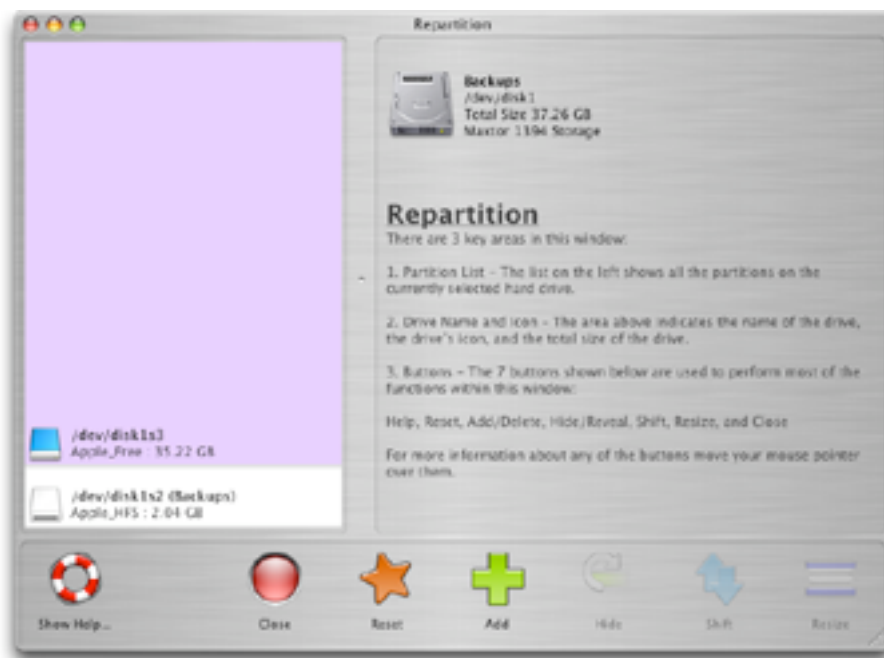 Repartition
Backups
/dev/disk1
Total Size 37.26 GB
Maxtor 1394 Storage
Repartition
There are 3 key areas in this window:
1. Partition List - The list on the left shows all the partitions on the
currently selected hard drive.
2. Drive Name and Icon - The area above indicates the name of the drive,
the drive's icon, and the total size of the drive.
3. Buttons - The 7 buttons shown below are used to perform most of the
functions within this window:
Help, Reset, Add/Delete, Hide/Reveal, Shift, Resize, and Close
For more information about any of the buttons move your mouse pointer
over them.
/dev/disk1s3
Apple_Free : 35.22 GB
/dev/disk1s2 (Backups)
Apple_HFS : 2.04 GB
Show Help...
Close
Reset
Add
Hide
Shift
Resize